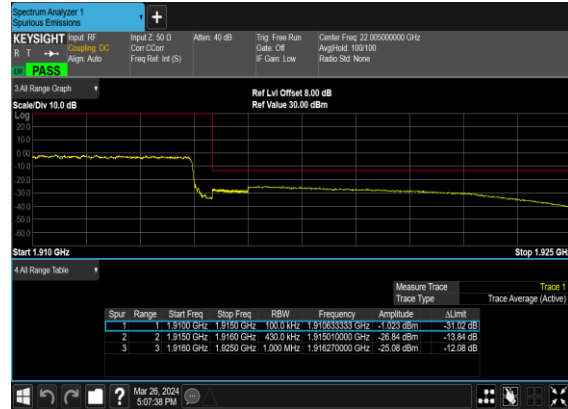 Spectrum Analyzer 1
Spurious Emissions
KEYSIGHT Input: RF Input Z: 50 Ω Atten: 40 dB Trig: Free Run Center Freq: 22.005000000 GHz
R T Coupling: DC Corr CCorr Gate: Off Avg|Hold: 100/100
Align: Auto Freq Ref: Int (S) IF Gain: Low Radio Std: None
PASS
3 All Range Graph
Ref Lvl Offset 8.00 dB
Scale/Div 10.0 dB Ref Value 30.00 dBm
Log
20.0
10.0
0.00
-10.0
-20.0
-30.0
-40.0
-50.0
-60.0
Start 1.910 GHz Stop 1.925 GH
4 All Range Table
Measure Trace Trace 1
Trace Type Trace Average (Active)
Spur Range Start Freq Stop Freq RBW Frequency Amplitude ΔLimit
1 1 1.9100 GHz 1.9150 GHz 100.0 kHz 1.910633333 GHz -1.023 dBm -31.02 dB
2 2 1.9150 GHz 1.9160 GHz 430.0 kHz 1.915010000 GHz -26.84 dBm -13.84 dB
3 3 1.9160 GHz 1.9250 GHz 1.000 MHz 1.916270000 GHz -25.08 dBm -12.08 dB
? Mar 26, 2024
5:07:38 PM